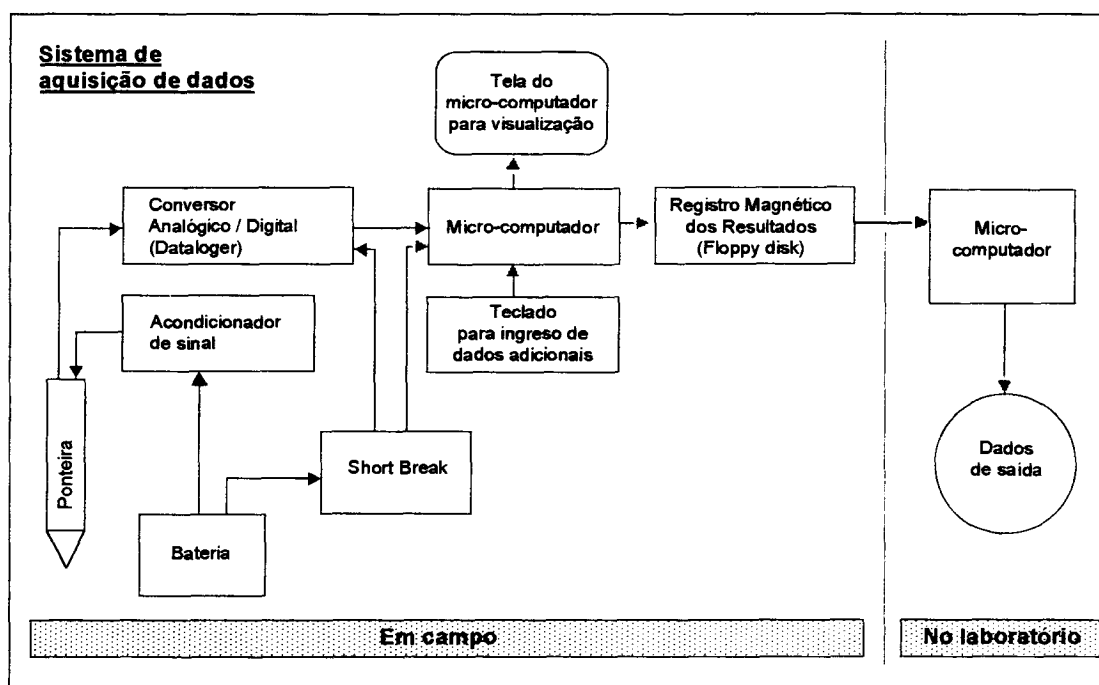 Sistema de
aquisição de dados
Tela do
micro-computador
para visualização
Conversor
Analógico / Digital
(Dataloger)
Micro-computador
Registro Magnético
dos Resultados
(Floppy disk)
Micro-
computador
Acondicionador
de sinal
Teclado
para ingreso de
dados adicionais
Ponteira
Short Break
Dados
de saída
Bateria
Em campo
No laboratório